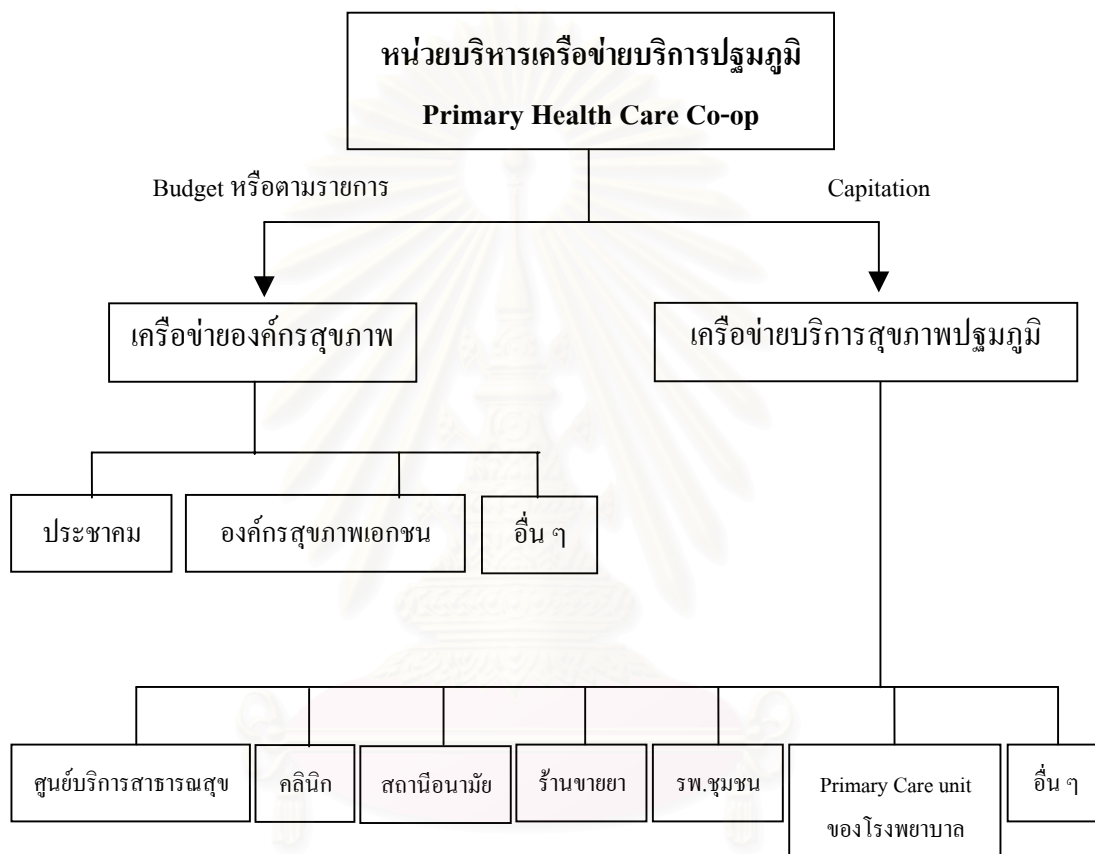 หน่วยบริหารเครือข่ายบริการปฐมภูมิ
Primary Health Care Co-op
Budget หรือตามรายการ
Capitation
เครือข่ายองค์กรสุขภาพ
เครือข่ายบริการสุขภาพปฐมภูมิ
ประชาคม
องค์กรสุขภาพเอกชน
อื่น ๆ
ศูนย์บริการสาธารณสุข
คลินิก
สถานีอนามัย
ร้านขายยา
รพ.ชุมชน
Primary Care unit
ของโรงพยาบาล
อื่น ๆ